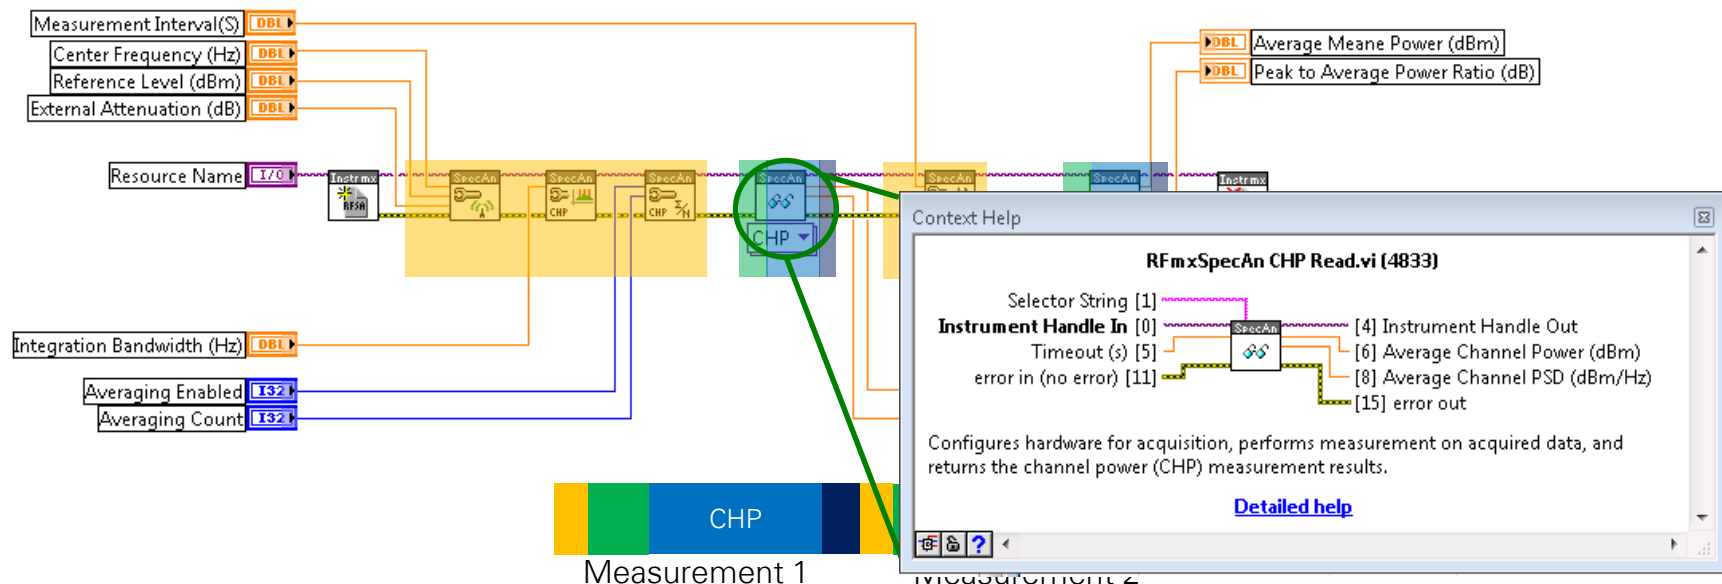 Measurement Interval(S) DBL
Center Frequency (Hz) DBL
Reference Level (dBm) DBL
External Attenuation (dB) DBL
DBL Average Meane Power (dBm)
DBL Peak to Average Power Ratio (dB)
Resource Name I/O
Instrmx
RFSA
SpecAn
SpecAn
CHP
SpecAn
CHP Σ/N
SpecAn
CHP
SpecAn
SpecAn
Instrmx
Integration Bandwidth (Hz) DBL
Averaging Enabled I32
Averaging Count I32
Context Help
RFmxSpecAn CHP Read.vi (4833)
Selector String [1]
Instrument Handle In [0]
Timeout (s) [5]
error in (no error) [11]
SpecAn
[4] Instrument Handle Out
[6] Average Channel Power (dBm)
[8] Average Channel PSD (dBm/Hz)
[15] error out
Configures hardware for acquisition, performs measurement on acquired data, and
returns the channel power (CHP) measurement results.
Detailed help
?
CHP
Measurement 1
Measurement 2